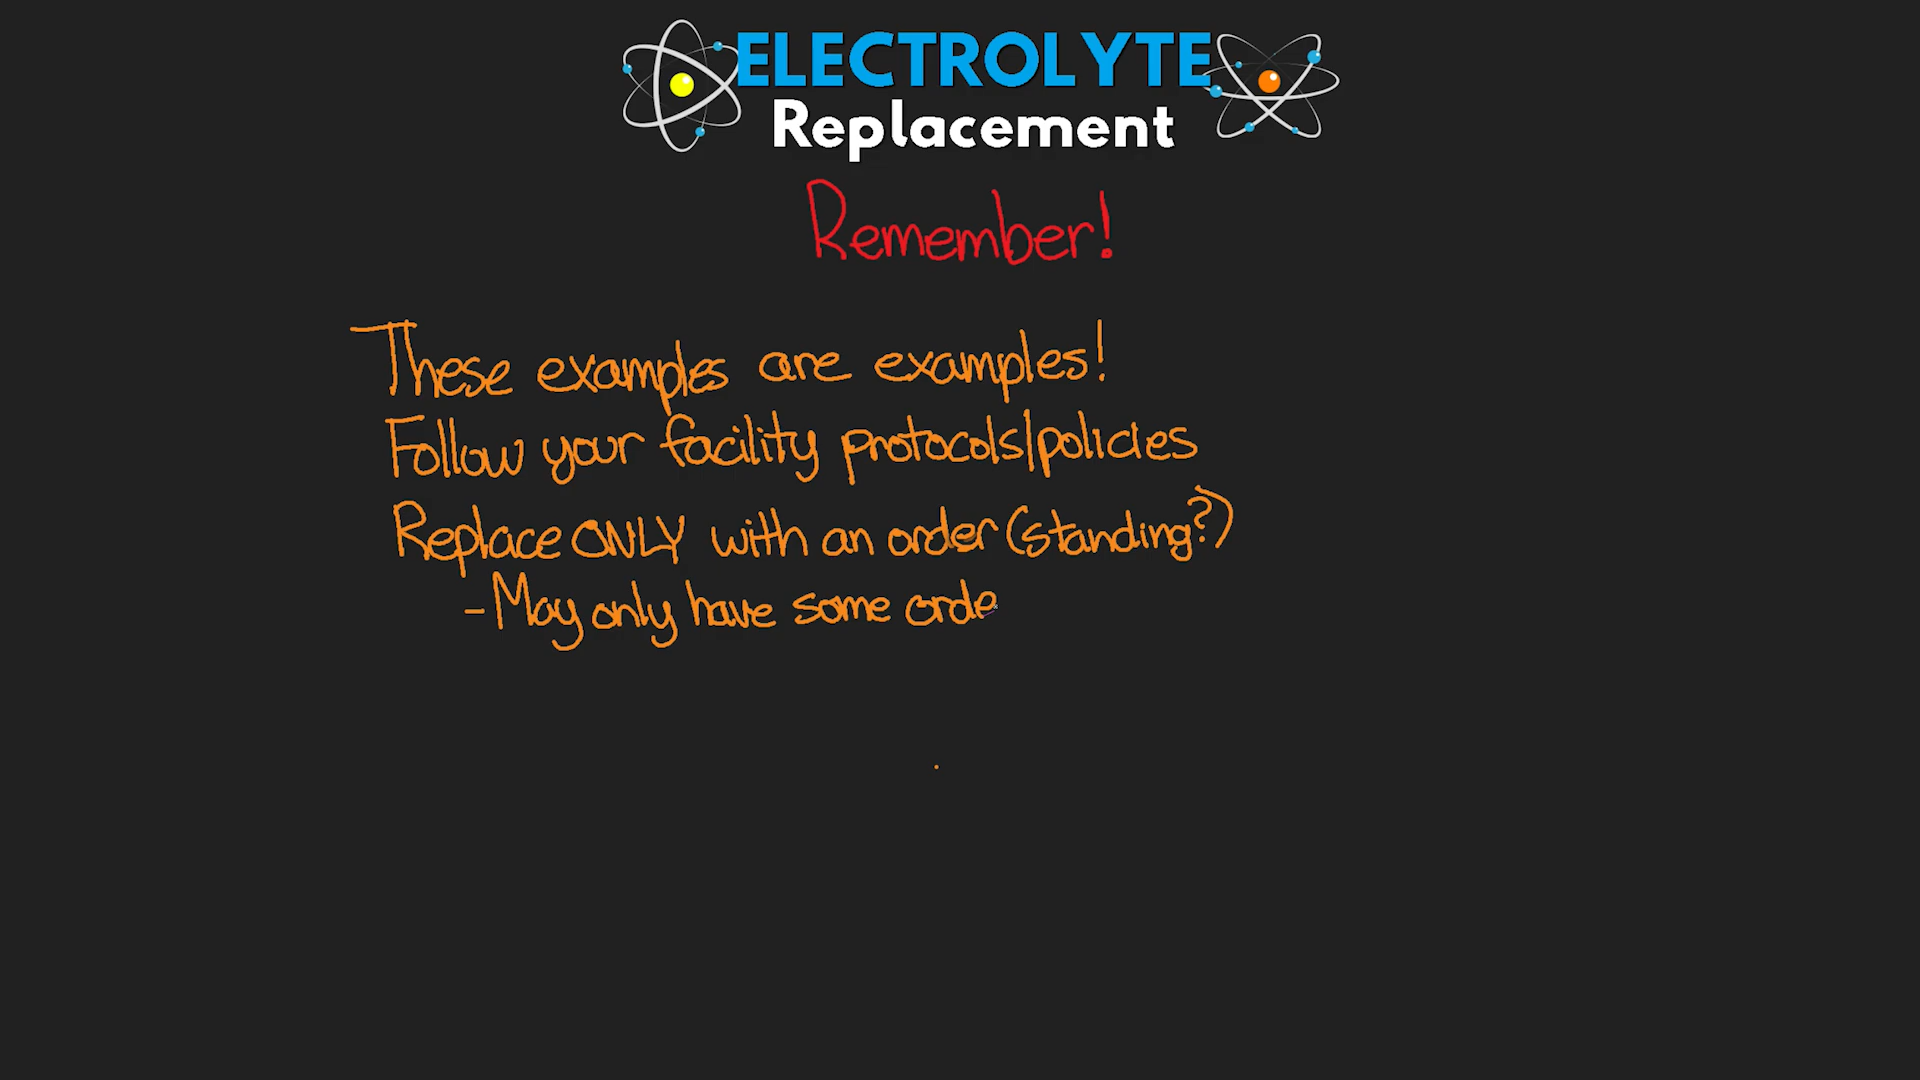 ELECTROLYTE
Replacement
Remember!
These examples are examples!
Follow your facility protocols/policies
Replace ONLY with an order (standing?)
- May only have some orde